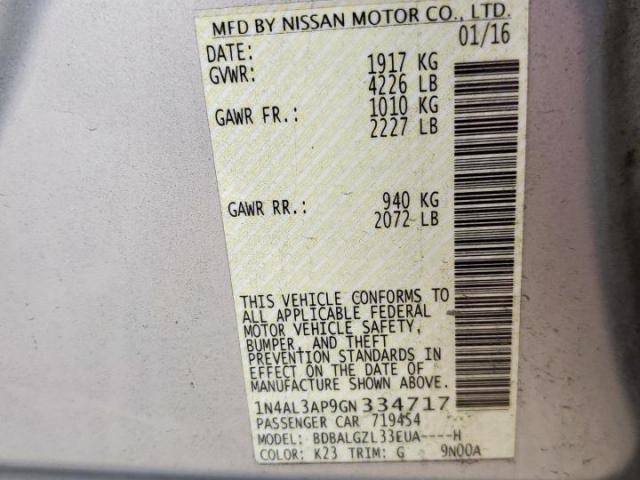 MFD BY NISSAN MOTOR CO., LTD.
DATE: 01/16
GVWR: 1917 KG
4226 LB
GAWR FR.: 1010 KG
2227 LB
GAWR RR.: 940 KG
2072 LB
THIS VEHICLE CONFORMS TO
ALL APPLICABLE FEDERAL
MOTOR VEHICLE SAFETY,
BUMPER, AND THEFT
PREVENTION STANDARDS IN
EFFECT ON THE DATE OF
MANUFACTURE SHOWN ABOVE.
1N4AL3AP9GN334717
PASSENGER CAR 719454
MODEL: BDBALGZL33EUA----H
COLOR: K23 TRIM: G 9N00A